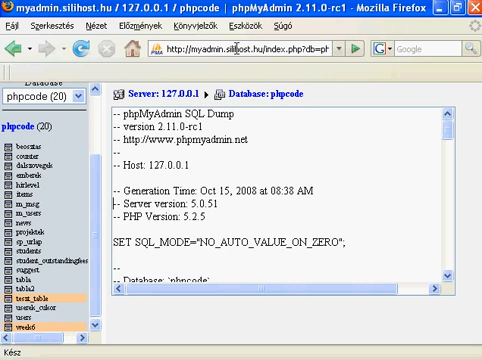 myadmin.silihost.hu / 127.0.0.1 / phpcode | phpMyAdmin 2.11.0-rc1 - Mozilla Firefox
Fájl Szerkesztés Nézet Előzmények Könyvjelzők Eszközök Súgó
http://myadmin.silihost.hu/index.php?db=ph
Google
Database
phpcode (20)
Server: 127.0.0.1 Database: phpcode
phpcode (20)
beosztas
counter
dalszovegek
emberek
hirlevel
items
m_msg
m_users
news
projektek
sp_urlap
students
student_outstandingfees
suggest
tabla
tabla2
teszt_table
userek_cukor
users
week6
-- phpMyAdmin SQL Dump
-- version 2.11.0-rc1
-- http://www.phpmyadmin.net
--
-- Host: 127.0.0.1
-- Generation Time: Oct 15, 2008 at 08:38 AM
-- Server version: 5.0.51
-- PHP Version: 5.2.5
SET SQL_MODE="NO_AUTO_VALUE_ON_ZERO";
--
-- Database: `phpcode`
Kész